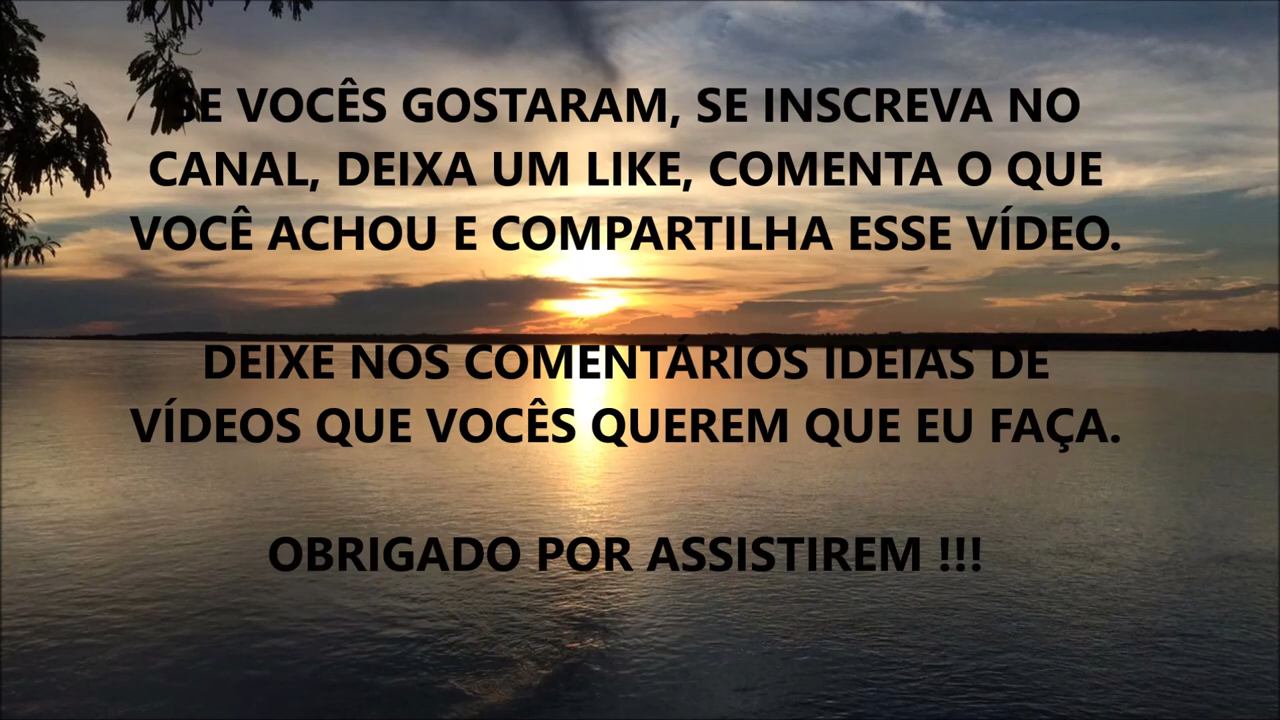 SE VOCÊS GOSTARAM, SE INSCREVA NO
CANAL, DEIXA UM LIKE, COMENTA O QUE
VOCÊ ACHOU E COMPARTILHA ESSE VÍDEO.
DEIXE NOS COMENTÁRIOS IDEIAS DE
VÍDEOS QUE VOCÊS QUEREM QUE EU FAÇA.
OBRIGADO POR ASSISTIREM !!!